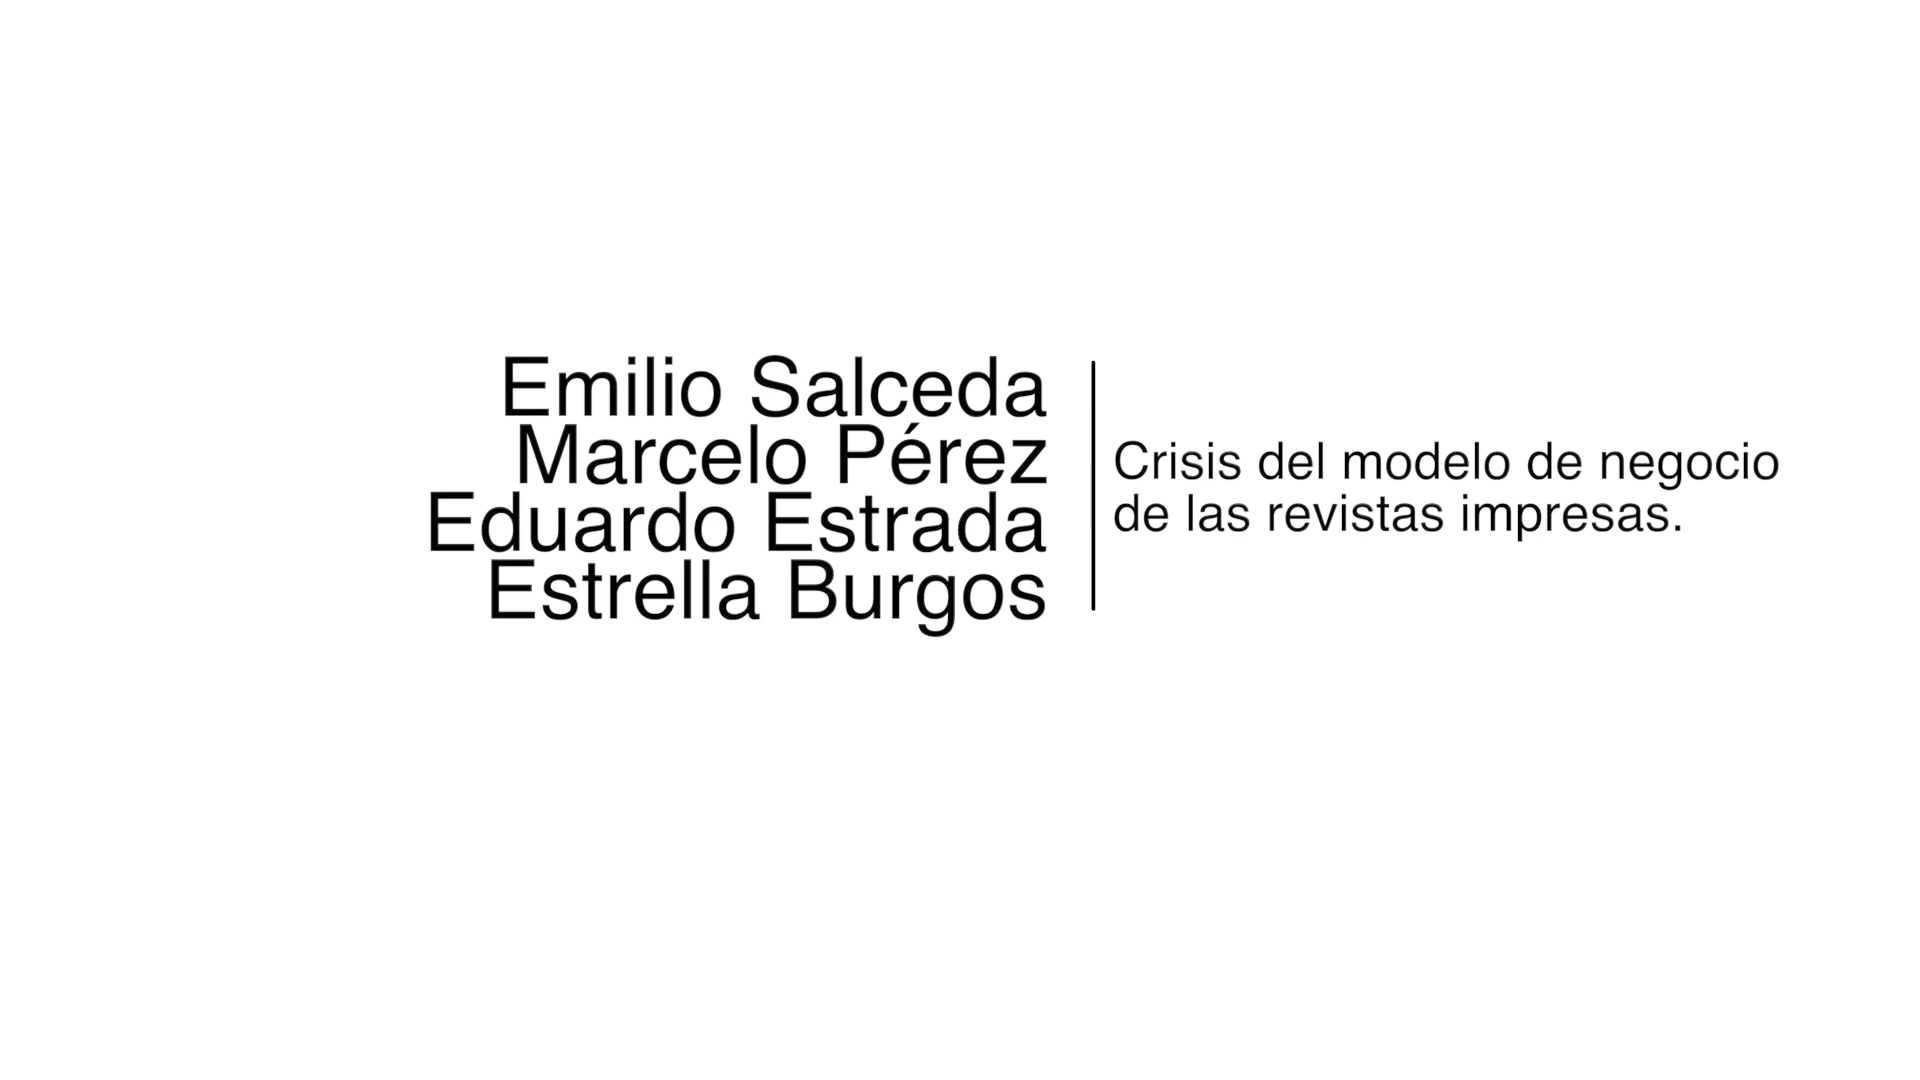 Emilio Salceda
Marcelo Pérez
Eduardo Estrada
Estrella Burgos
Crisis del modelo de negocio
de las revistas impresas.